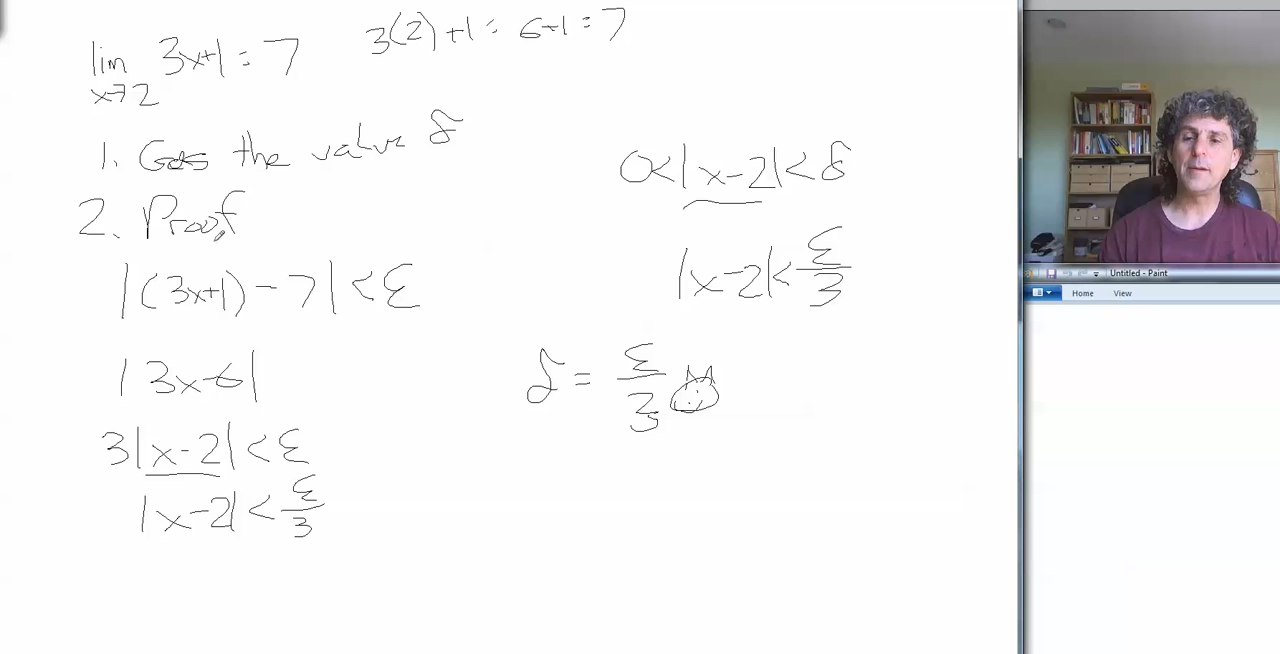 lim 3x+1 = 7
x→2
3(2)+1 = 6+1 = 7
1. Gets the value δ
2. Proof
|(3x+1) - 7| < ε
|3x-6|
3|x-2| < ε
|x-2| < ε/3
0<|x-2|<δ
|x-2|< ε/3
δ = ε/3
Untitled - Paint
Home View